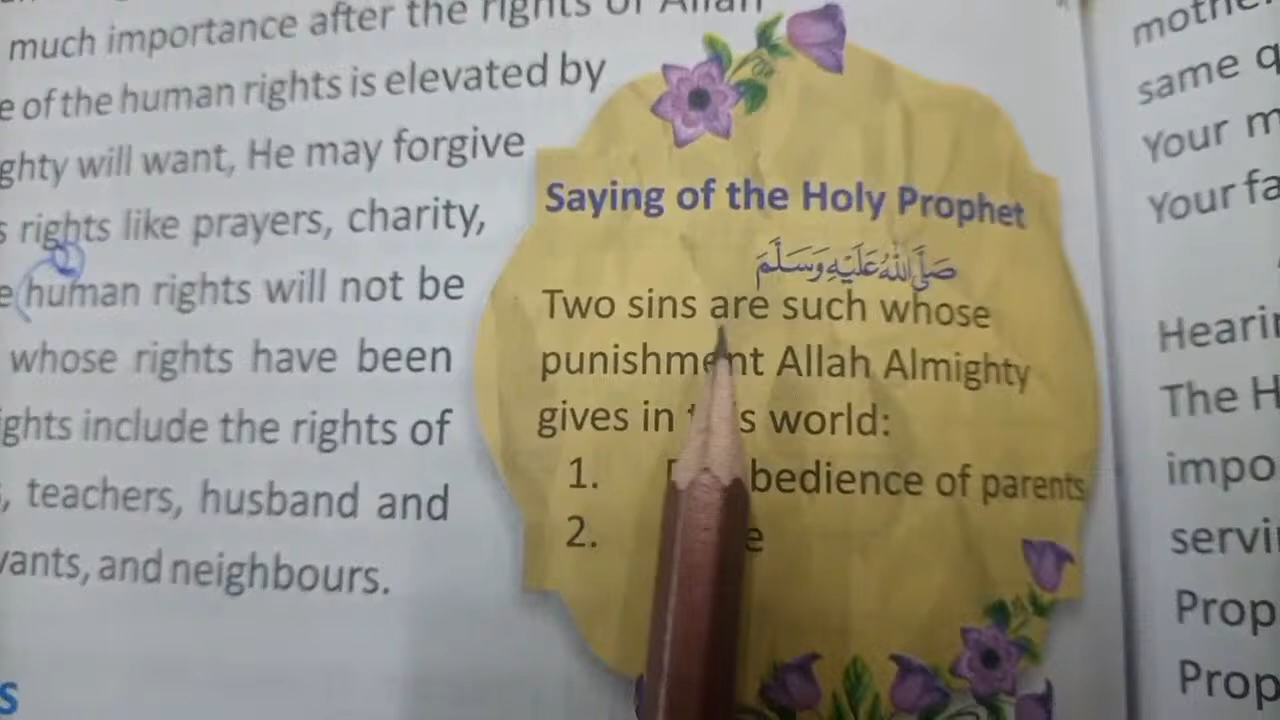 much importance after the rights of Allah
e of the human rights is elevated by
ghty will want, He may forgive
s rights like prayers, charity,
e human rights will not be
whose rights have been
ights include the rights of
, teachers, husband and
vants, and neighbours.
s
Saying of the Holy Prophet
صَلَّى اللهُ عَلَيْهِ وَسَلَّمَ
Two sins are such whose
punishment Allah Almighty
gives in s world:
1. bedience of parents
2. e
mothe
same q
Your m
Your fa
Hearin
The H
impo
servi
Prop
Prop